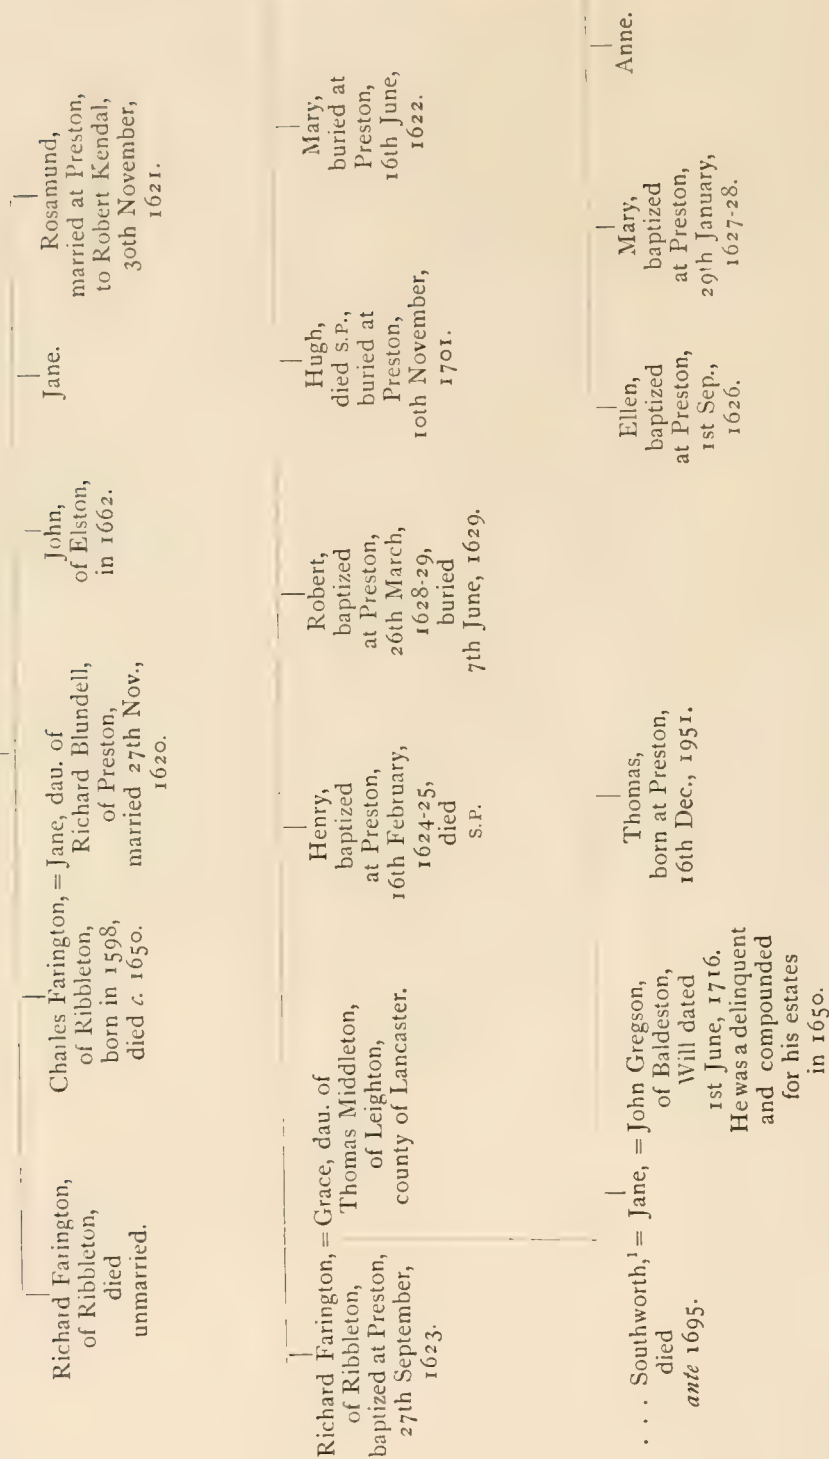 Richard Farington,
of Ribbleton,
died
unmarried.
Charles Farington, = Jane, dau. of
of Ribbleton,
born in 1598,
died c. 1650.
Richard Blundell,
of Preston,
married 27th Nov.,
1620.
John,
of Elston,
in 1662.
Jane.
Rosamund,
married at Preston,
to Robert Kendal,
30th November,
1621.
Richard Farington, = Grace, dau. of
of Ribbleton,
baptized at Preston,
27th September,
1623.
Thomas Middleton,
of Leighton,
county of Lancaster.
Henry,
baptized
at Preston,
16th February,
1624-25,
died
S.P.
Robert,
baptized
at Preston,
26th March,
1628-29,
buried
7th June, 1629.
Hugh,
died S.P.,
buried at
Preston,
10th November,
1701.
Mary,
buried at
Preston,
16th June,
1622.
. . . Southworth,¹ = Jane, = John Gregson,
died
ante 1695.
of Baldeston,
Will dated
1st June, 1716.
He was a delinquent
and compounded
for his estates
in 1650.
Thomas,
born at Preston,
16th Dec., 1951.
Ellen,
baptized
at Preston,
1st Sep.,
1626.
Mary,
baptized
at Preston,
29th January,
1627-28.
Anne.